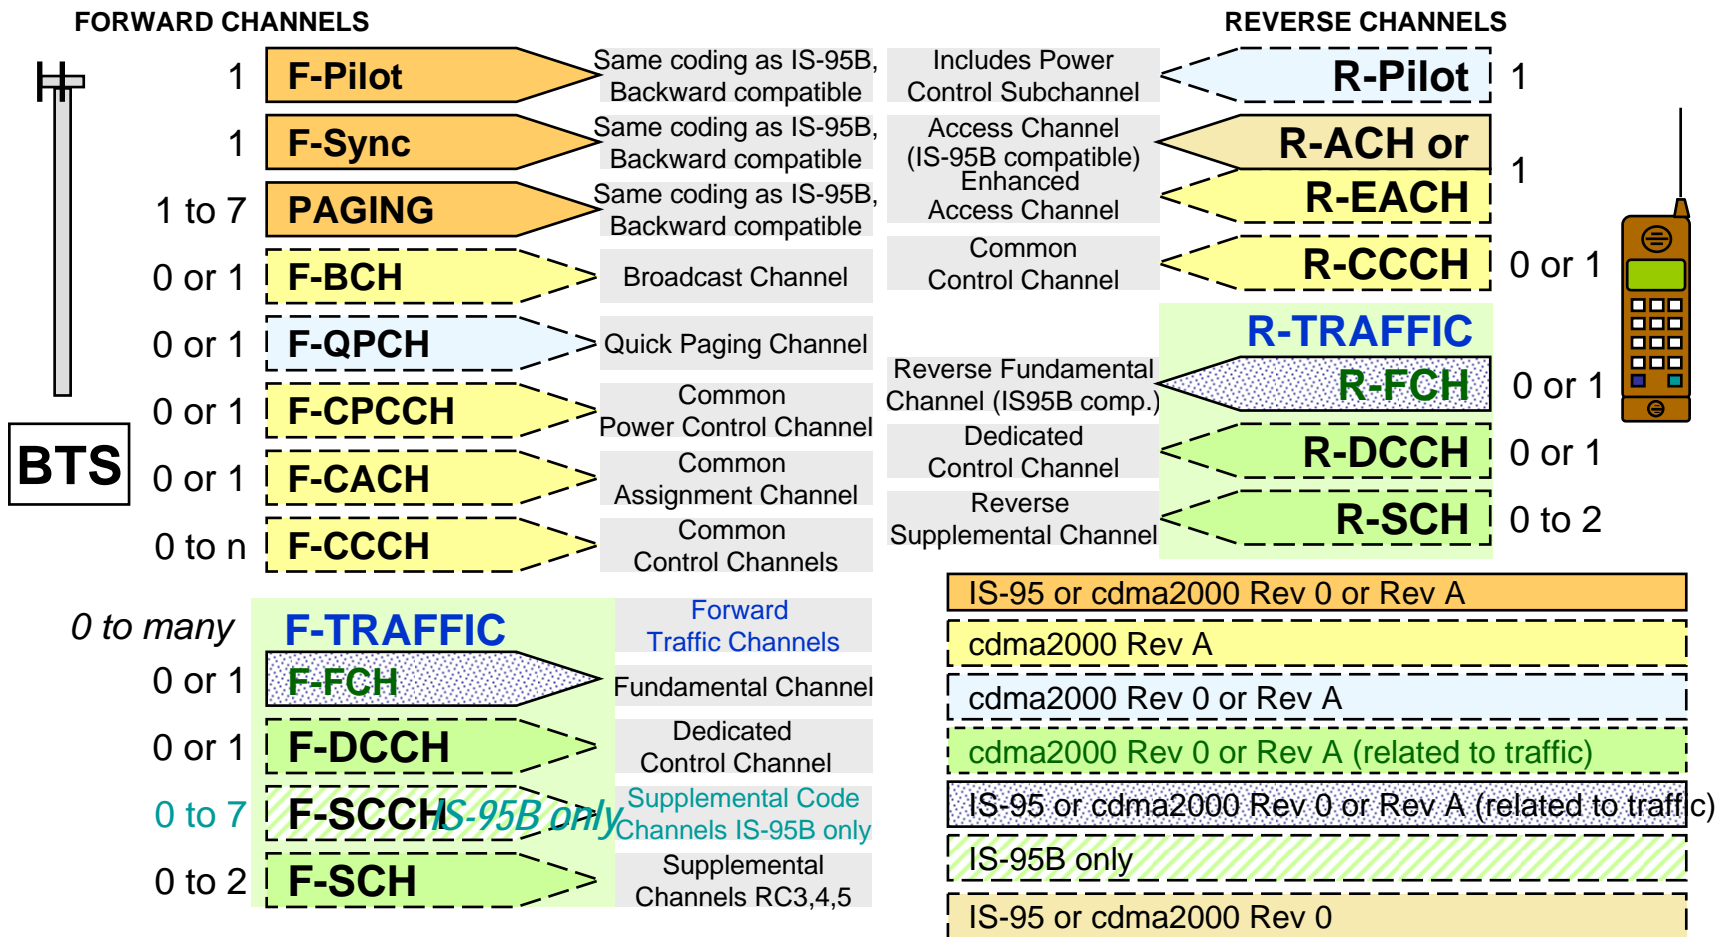 FORWARD CHANNELS
1
F-Pilot
Same coding as IS-95B,
Backward compatible
1
F-Sync
Same coding as IS-95B,
Backward compatible
1 to 7
PAGING
Same coding as IS-95B,
Backward compatible
0 or 1
F-BCH
Broadcast Channel
0 or 1
F-QPCH
Quick Paging Channel
0 or 1
F-CPCCH
Common
Power Control Channel
BTS
0 or 1
F-CACH
Common
Assignment Channel
0 to n
F-CCCH
Common
Control Channels
0 to many
F-TRAFFIC
Forward
Traffic Channels
0 or 1
F-FCH
Fundamental Channel
0 or 1
F-DCCH
Dedicated
Control Channel
0 to 7
F-SCCH
IS-95B only
Supplemental Code
Channels IS-95B only
0 to 2
F-SCH
Supplemental
Channels RC3,4,5
REVERSE CHANNELS
Includes Power
Control Subchannel
R-Pilot
1
Access Channel
(IS-95B compatible)
R-ACH or
1
Enhanced
Access Channel
R-EACH
Common
Control Channel
R-CCCH
0 or 1
R-TRAFFIC
Reverse Fundamental
Channel (IS95B comp.)
R-FCH
0 or 1
Dedicated
Control Channel
R-DCCH
0 or 1
Reverse
Supplemental Channel
R-SCH
0 to 2
IS-95 or cdma2000 Rev 0 or Rev A
cdma2000 Rev A
cdma2000 Rev 0 or Rev A
cdma2000 Rev 0 or Rev A (related to traffic)
IS-95 or cdma2000 Rev 0 or Rev A (related to traffic)
IS-95B only
IS-95 or cdma2000 Rev 0